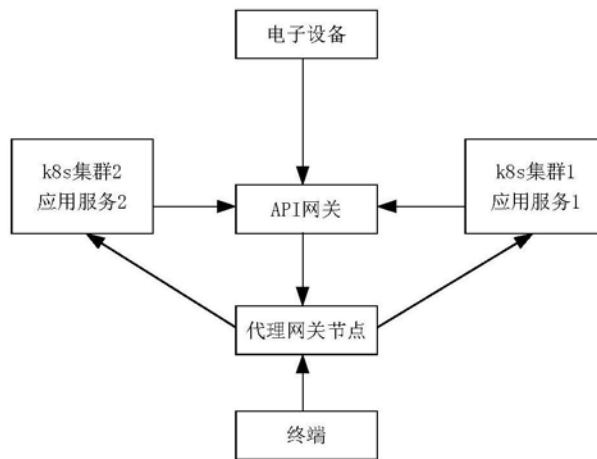 电子设备
k8s集群2
应用服务2
k8s集群1
应用服务1
API网关
代理网关节点
终端